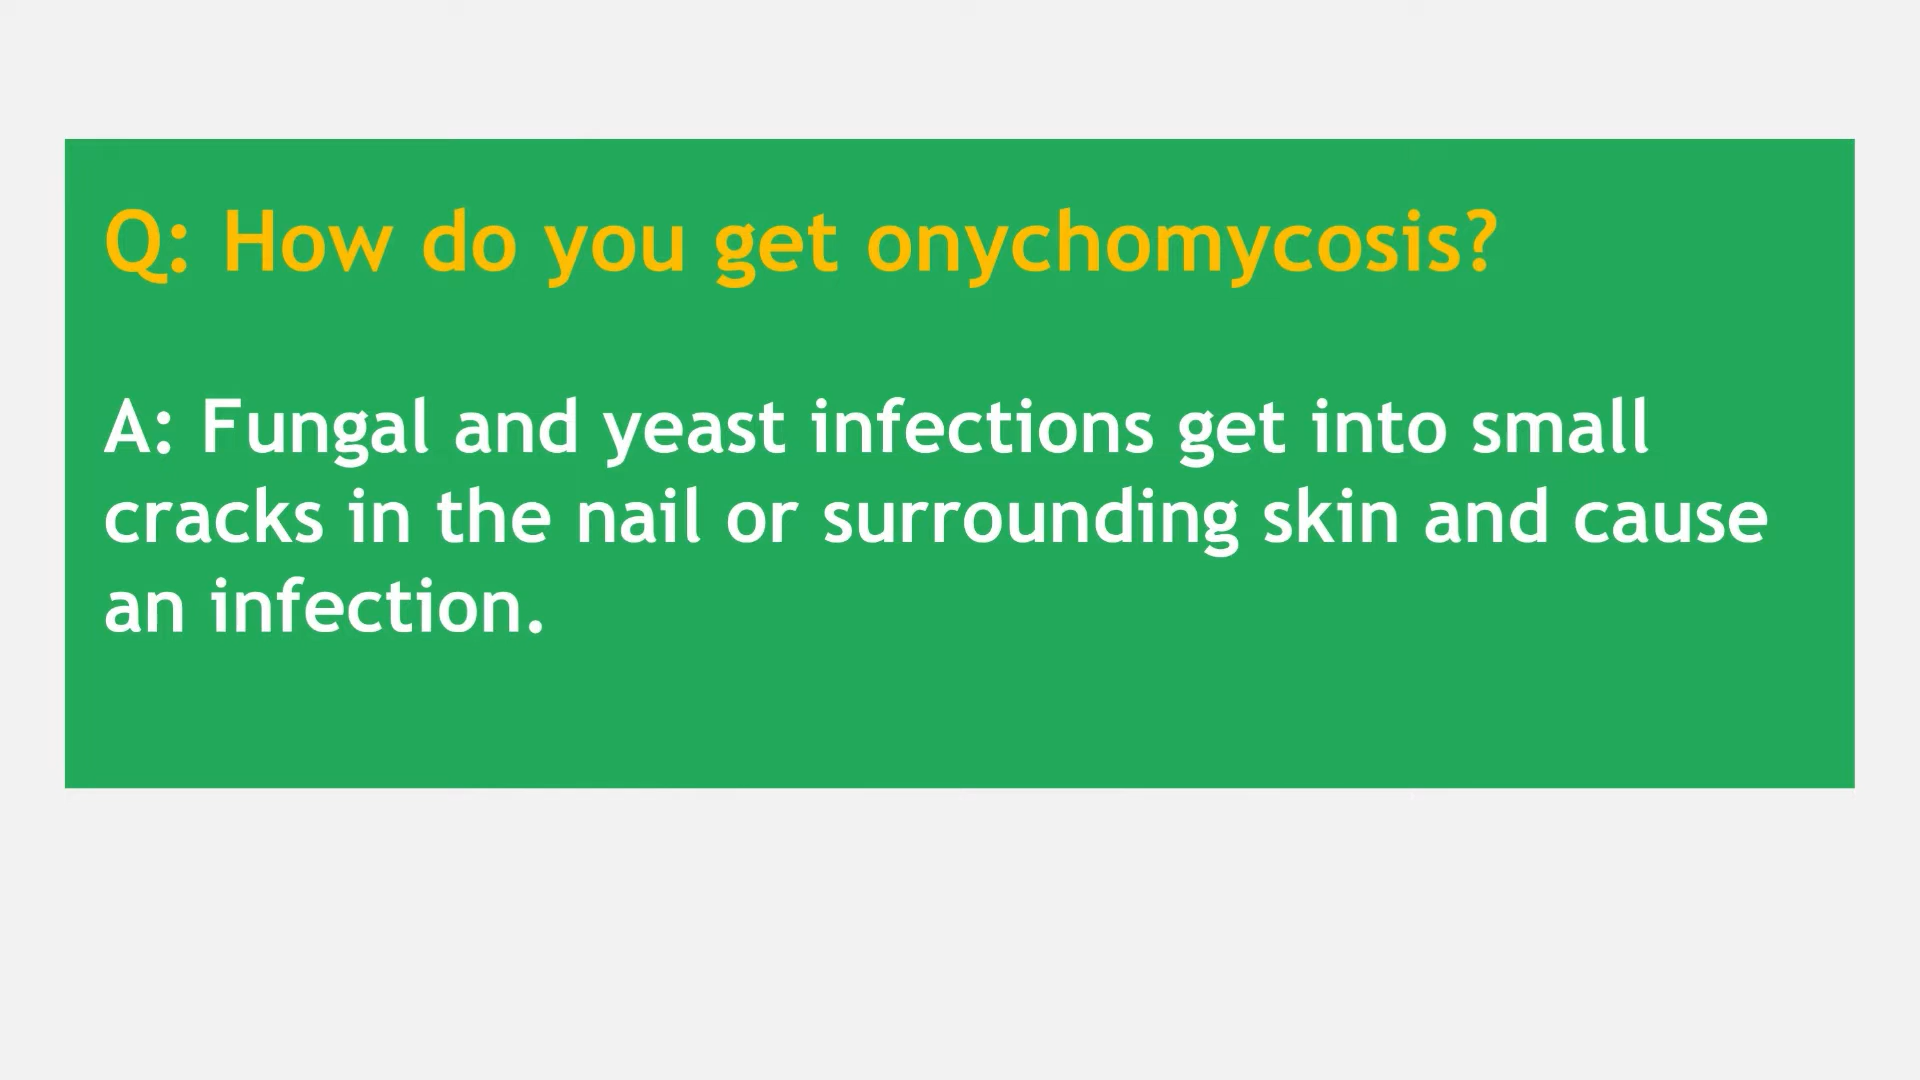 Q: How do you get onychomycosis?
A: Fungal and yeast infections get into small
cracks in the nail or surrounding skin and cause
an infection.